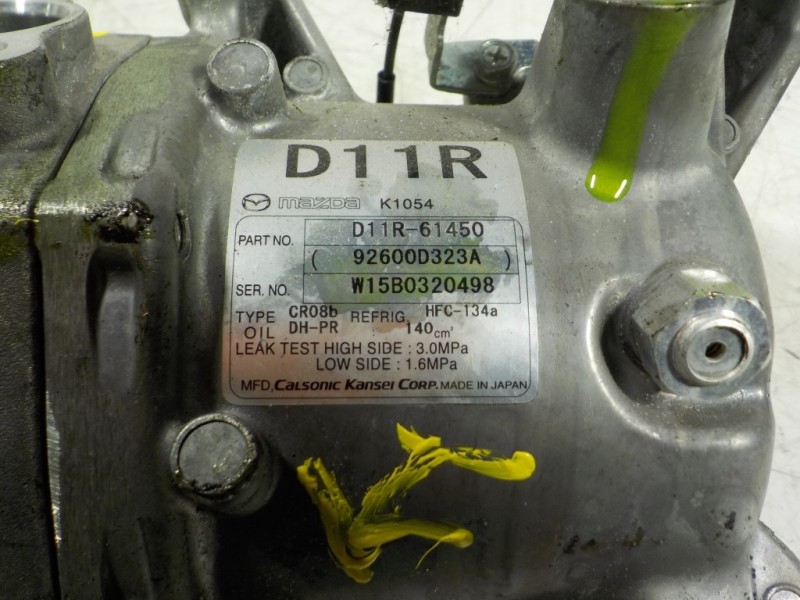 D11R
mazda K1054
PART NO. D11R-61450
( 92600D323A )
SER. NO. W15B0320498
TYPE CR08b REFRIG. HFC-134a
OIL DH-PR : 140cm³
LEAK TEST HIGH SIDE : 3.0MPa
LOW SIDE : 1.6MPa
MFD, CALSONIC KANSEI CORP. MADE IN JAPAN